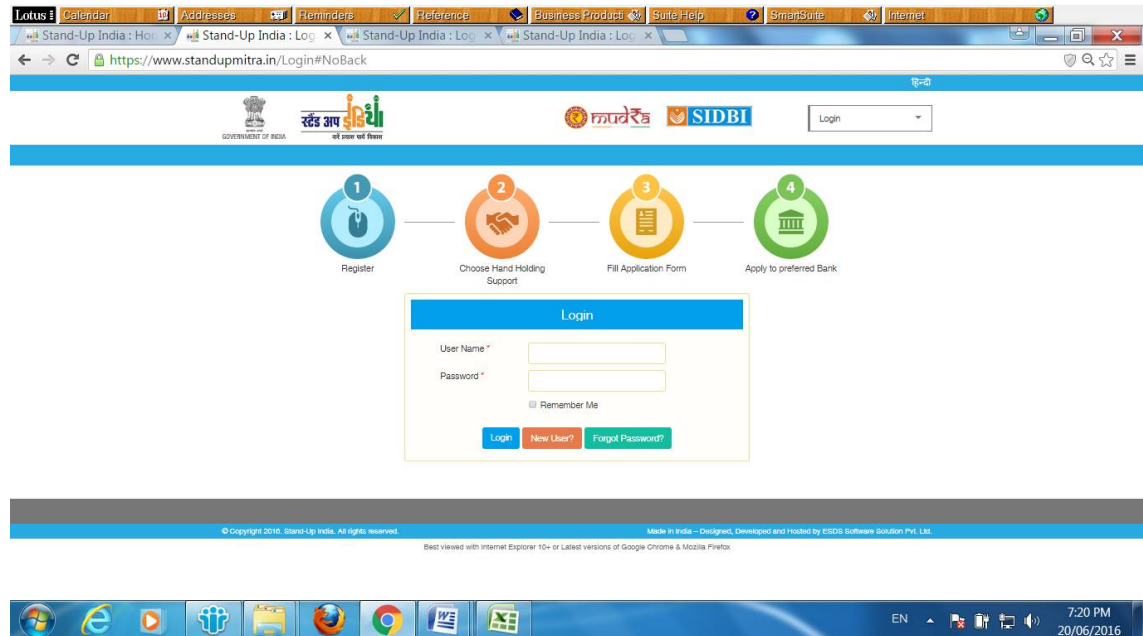 Lotus Calendar Addresses Reminders Reference Business Producti Suite Help SmartSuite Internet
Stand-Up India : Hon Stand-Up India : Log Stand-Up India : Log Stand-Up India : Log
https://www.standupmitra.in/Login#NoBack
हिन्दी
GOVERNMENT OF INDIA
स्टैंड अप इंडिया
mudRa SIDBI Login
1 2 3 4
Register Choose Hand Holding Support Fill Application Form Apply to preferred Bank
Login
User Name *
Password *
Remember Me
Login New User? Forgot Password?
© Copyright 2016. Stand-Up India. All rights reserved. Made in India – Designed, Developed and Hosted by ESDS Software Solution Pvt. Ltd.
Best viewed with Internet Explorer 10+ or Latest versions of Google Chrome & Mozilla Firefox
EN 7:20 PM
20/06/2016